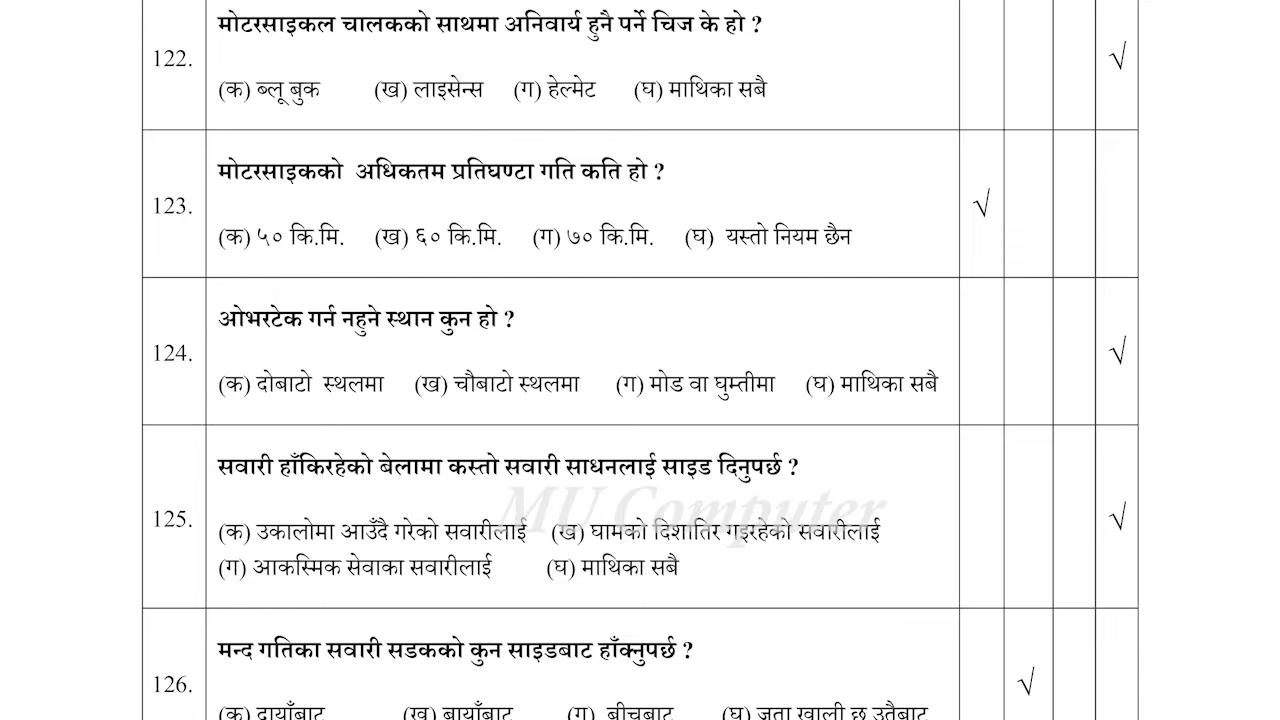 मोटरसाइकल चालकको साथमा अनिवार्य हुनै पर्ने चिज के हो ?
122.
√
(क) ब्लू बुक (ख) लाइसेन्स (ग) हेल्मेट (घ) माथिका सबै
मोटरसाइकको अधिकतम प्रतिघण्टा गति कति हो ?
123.
√
(क) ५० कि.मि. (ख) ६० कि.मि. (ग) ७० कि.मि. (घ) यस्तो नियम छैन
ओभरटेक गर्न नहुने स्थान कुन हो ?
124.
√
(क) दोबाटो स्थलमा (ख) चौबाटो स्थलमा (ग) मोड वा घुम्तीमा (घ) माथिका सबै
सवारी हाँकिरहेको बेलामा कस्तो सवारी साधनलाई साइड दिनुपर्छ ?
MU Computer
125.
√
(क) उकालोमा आउँदै गरेको सवारीलाई (ख) घामको दिशातिर गइरहेको सवारीलाई
(ग) आकस्मिक सेवाका सवारीलाई (घ) माथिका सबै
मन्द गतिका सवारी सडकको कुन साइडबाट हाँक्नुपर्छ ?
126.
√
(क) दायाँबाट (ख) बायाँबाट (ग) बीचबाट (घ) जता खाली छ उतैबाट